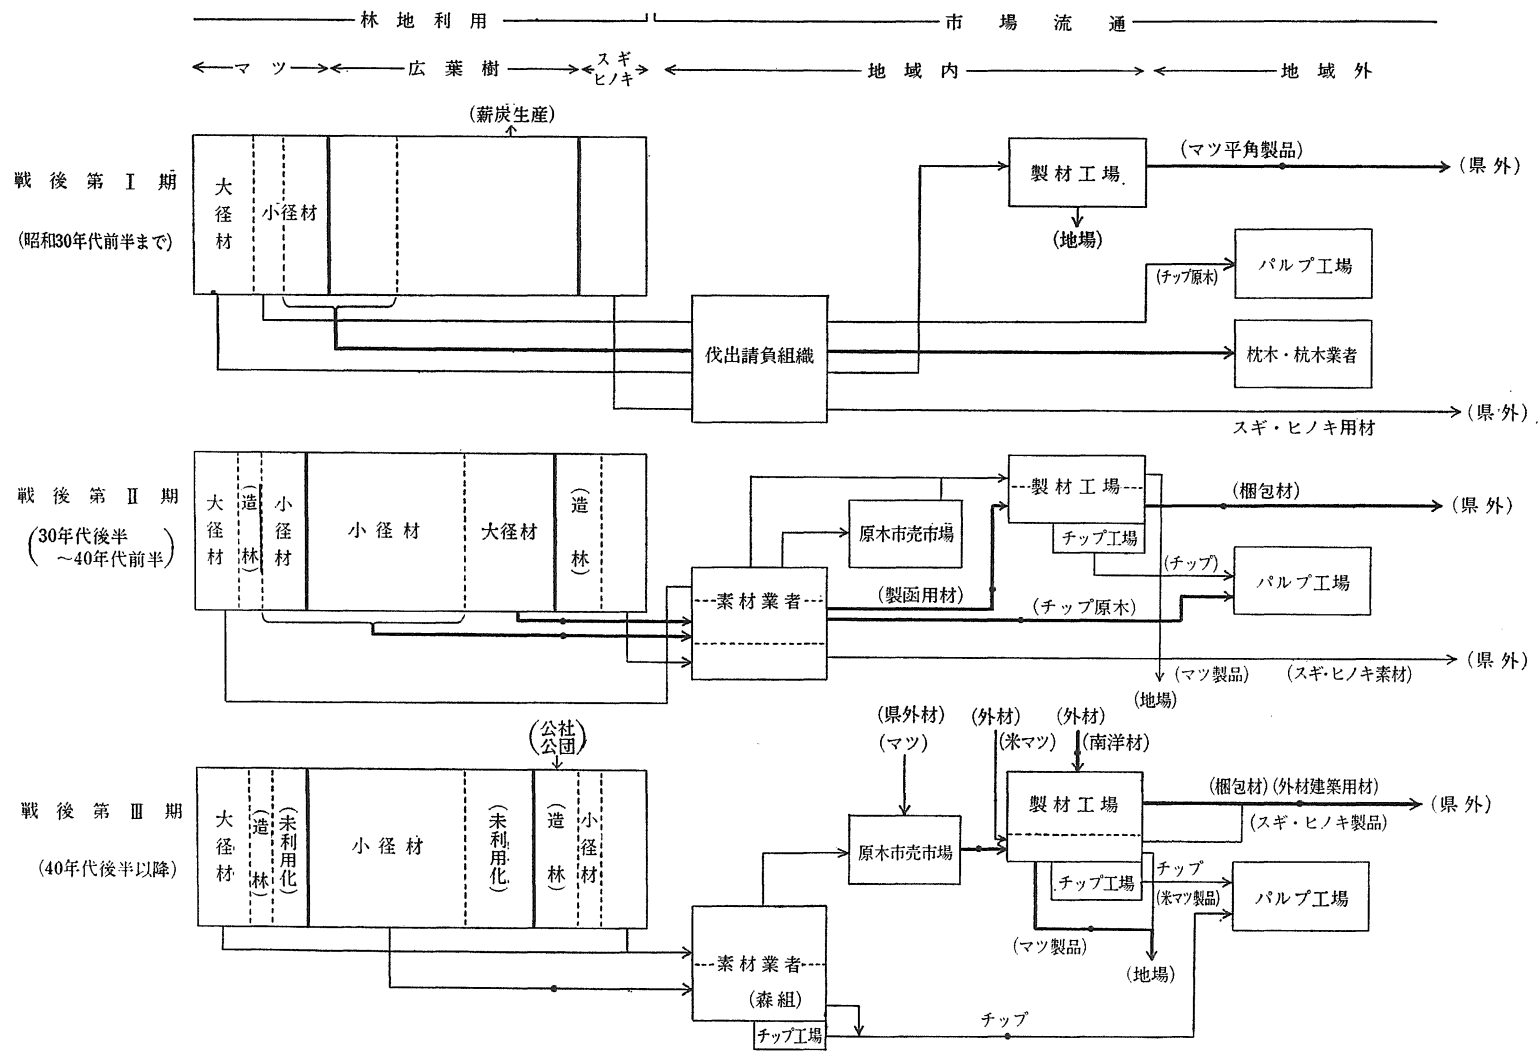 林地利用
市場流通
マツ
広葉樹
スギ
ヒノキ
地域内
地域外
戦後第Ⅰ期
(昭和30年代前半まで)
(薪炭生産)
大径材
小径材
伐出請負組織
製材工場
(地場)
(マツ平角製品)
(県外)
(チップ原木)
パルプ工場
枕木・杭木業者
スギ・ヒノキ用材
(県外)
戦後第Ⅱ期
(30年代後半
～40年代前半)
大径材
(造林)
小径材
小径材
大径材
(造林)
素材業者
原木市売市場
製材工場
チップ工場
(製函用材)
(チップ原木)
(チップ)
(梱包材)
(県外)
パルプ工場
(マツ製品)
(地場)
(スギ・ヒノキ素材)
(県外)
戦後第Ⅲ期
(40年代後半以降)
(公社
公団)
大径材
(造林)
(未利用化)
小径材
(未利用化)
(造林)
小径材
素材業者
(森組)
チップ工場
(県外材)
(マツ)
原木市売市場
(外材)
(米マツ)
(外材)
(南洋材)
製材工場
チップ工場
(梱包材)(外材建築用材)
(県外)
(スギ・ヒノキ製品)
チップ
(米マツ製品)
パルプ工場
(マツ製品)
(地場)
チップ